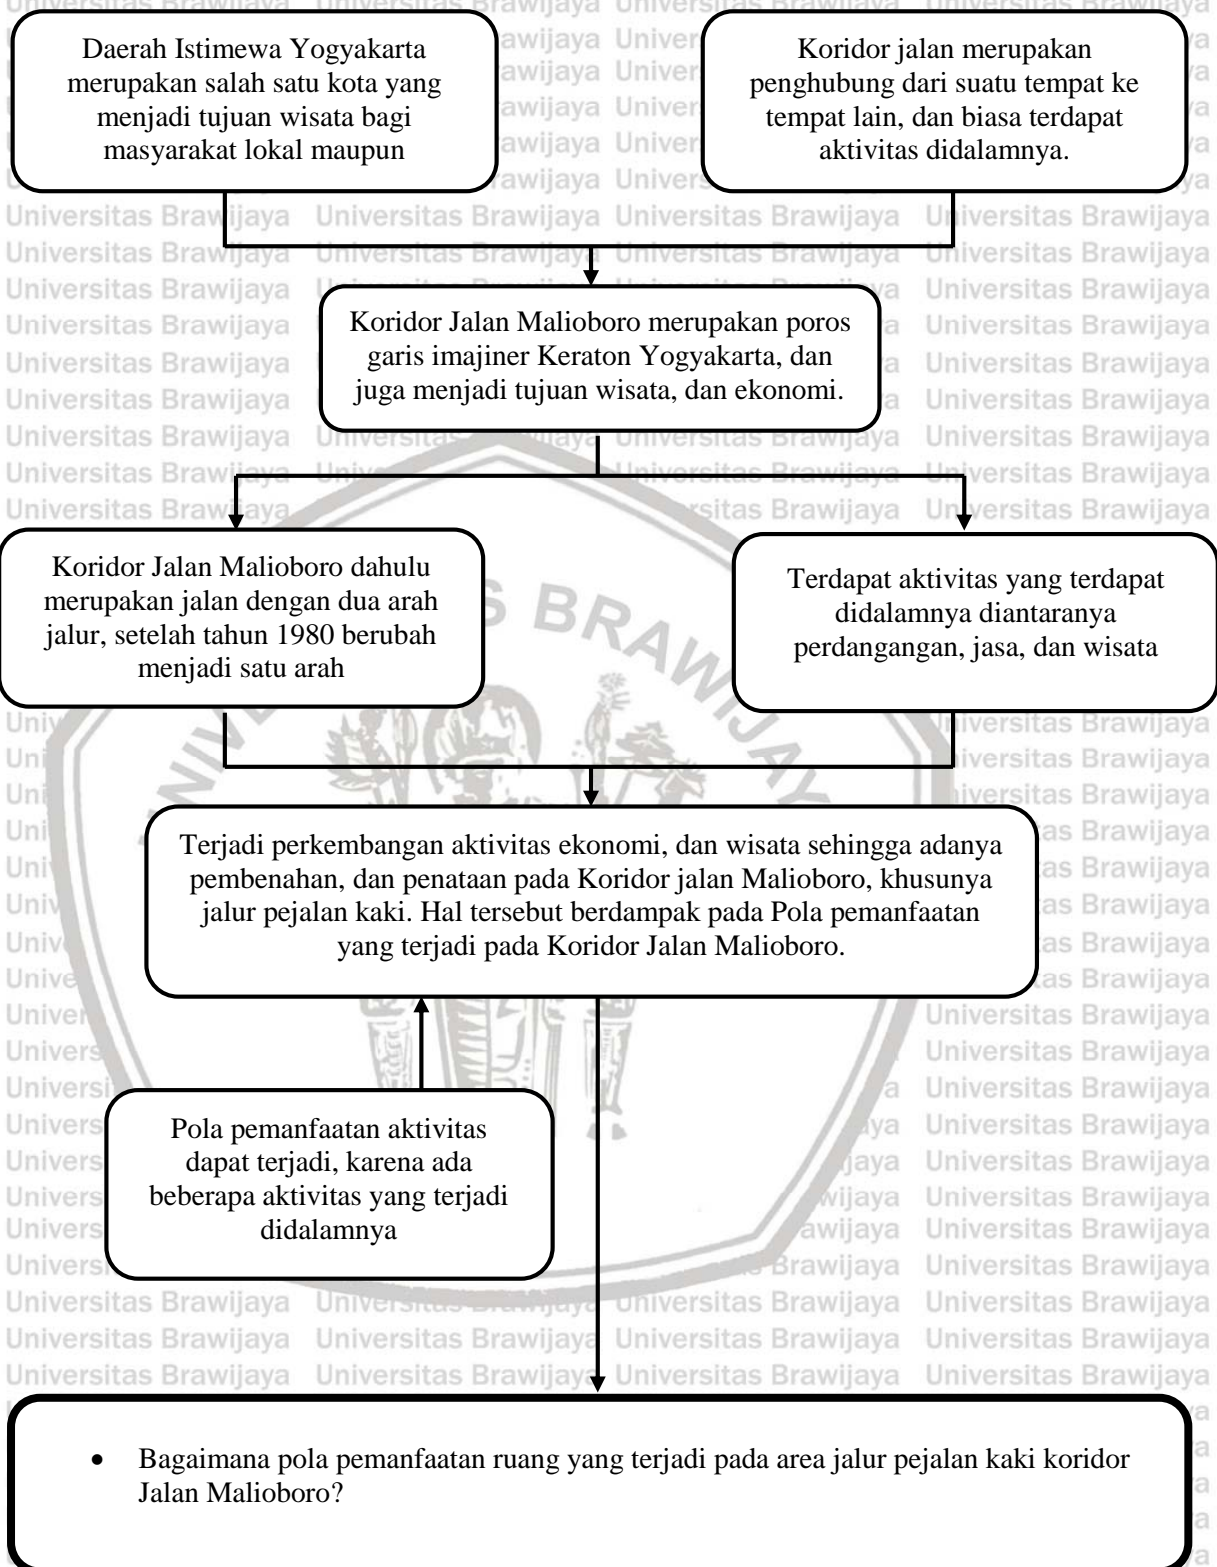 Daerah Istimewa Yogyakarta
merupakan salah satu kota yang
menjadi tujuan wisata bagi
masyarakat lokal maupun
Koridor jalan merupakan
penghubung dari suatu tempat ke
tempat lain, dan biasa terdapat
aktivitas didalamnya.
Koridor Jalan Malioboro merupakan poros
garis imajiner Keraton Yogyakarta, dan
juga menjadi tujuan wisata, dan ekonomi.
Koridor Jalan Malioboro dahulu
merupakan jalan dengan dua arah
jalur, setelah tahun 1980 berubah
menjadi satu arah
Terdapat aktivitas yang terdapat
didalamnya diantaranya
perdangangan, jasa, dan wisata
Terjadi perkembangan aktivitas ekonomi, dan wisata sehingga adanya
pembenahan, dan penataan pada Koridor jalan Malioboro, khusunya
jalur pejalan kaki. Hal tersebut berdampak pada Pola pemanfaatan
yang terjadi pada Koridor Jalan Malioboro.
Pola pemanfaatan aktivitas
dapat terjadi, karena ada
beberapa aktivitas yang terjadi
didalamnya
• Bagaimana pola pemanfaatan ruang yang terjadi pada area jalur pejalan kaki koridor
Jalan Malioboro?